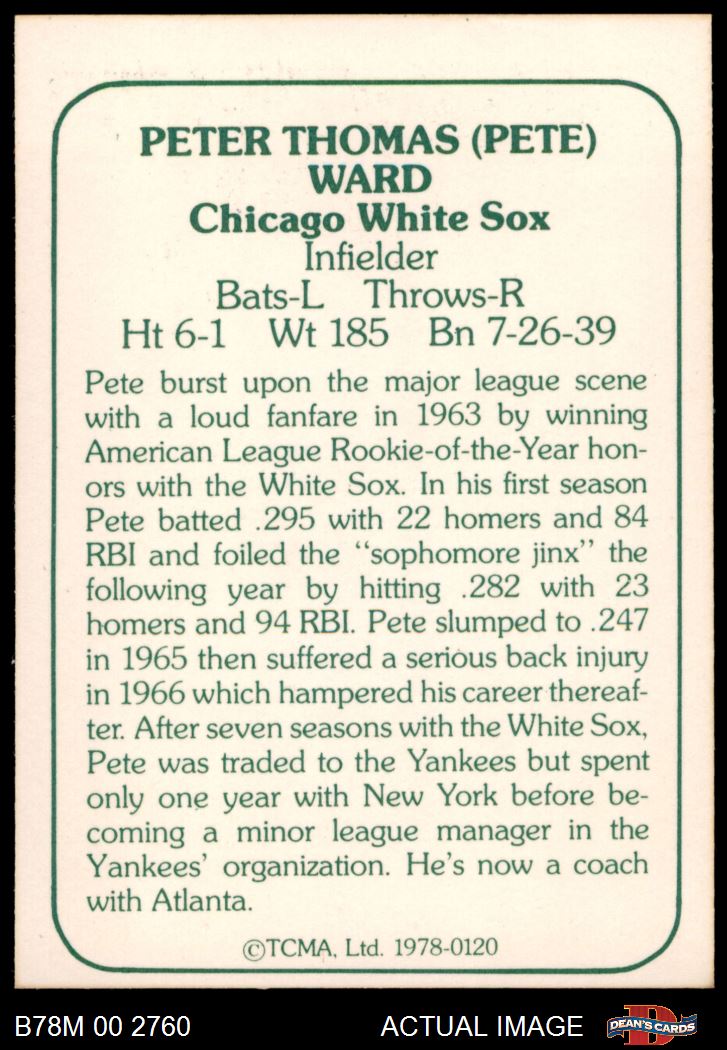 PETER THOMAS (PETE)
WARD
Chicago White Sox
Infielder
Bats-L Throws-R
Ht 6-1 Wt 185 Bn 7-26-39
Pete burst upon the major league scene
with a loud fanfare in 1963 by winning
American League Rookie-of-the-Year hon-
ors with the White Sox. In his first season
Pete batted .295 with 22 homers and 84
RBI and foiled the “sophomore jinx” the
following year by hitting .282 with 23
homers and 94 RBI. Pete slumped to .247
in 1965 then suffered a serious back injury
in 1966 which hampered his career thereaf-
ter. After seven seasons with the White Sox,
Pete was traded to the Yankees but spent
only one year with New York before be-
coming a minor league manager in the
Yankees’ organization. He’s now a coach
with Atlanta.
©TCMA, Ltd. 1978-0120
B78M 00 2760 ACTUAL IMAGE D DEAN'S CARDS